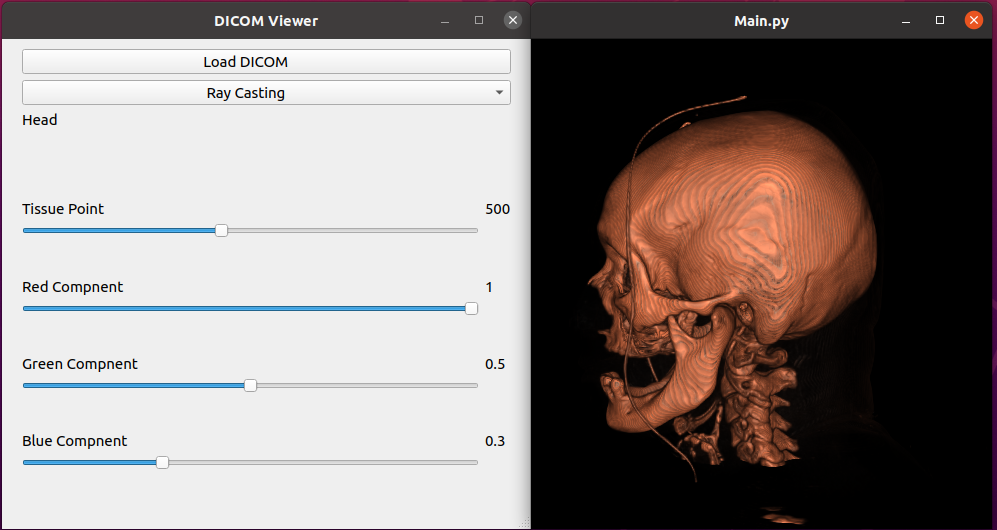 DICOM Viewer
Main.py
Load DICOM
Ray Casting
Head
Tissue Point 500
Red Compnent 1
Green Compnent 0.5
Blue Compnent 0.3